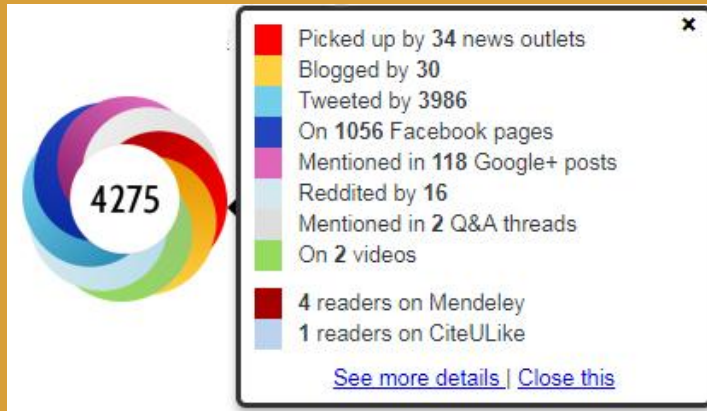 4275
×
Picked up by 34 news outlets
Blogged by 30
Tweeted by 3986
On 1056 Facebook pages
Mentioned in 118 Google+ posts
Reddited by 16
Mentioned in 2 Q&A threads
On 2 videos
4 readers on Mendeley
1 readers on CiteULike
See more details | Close this